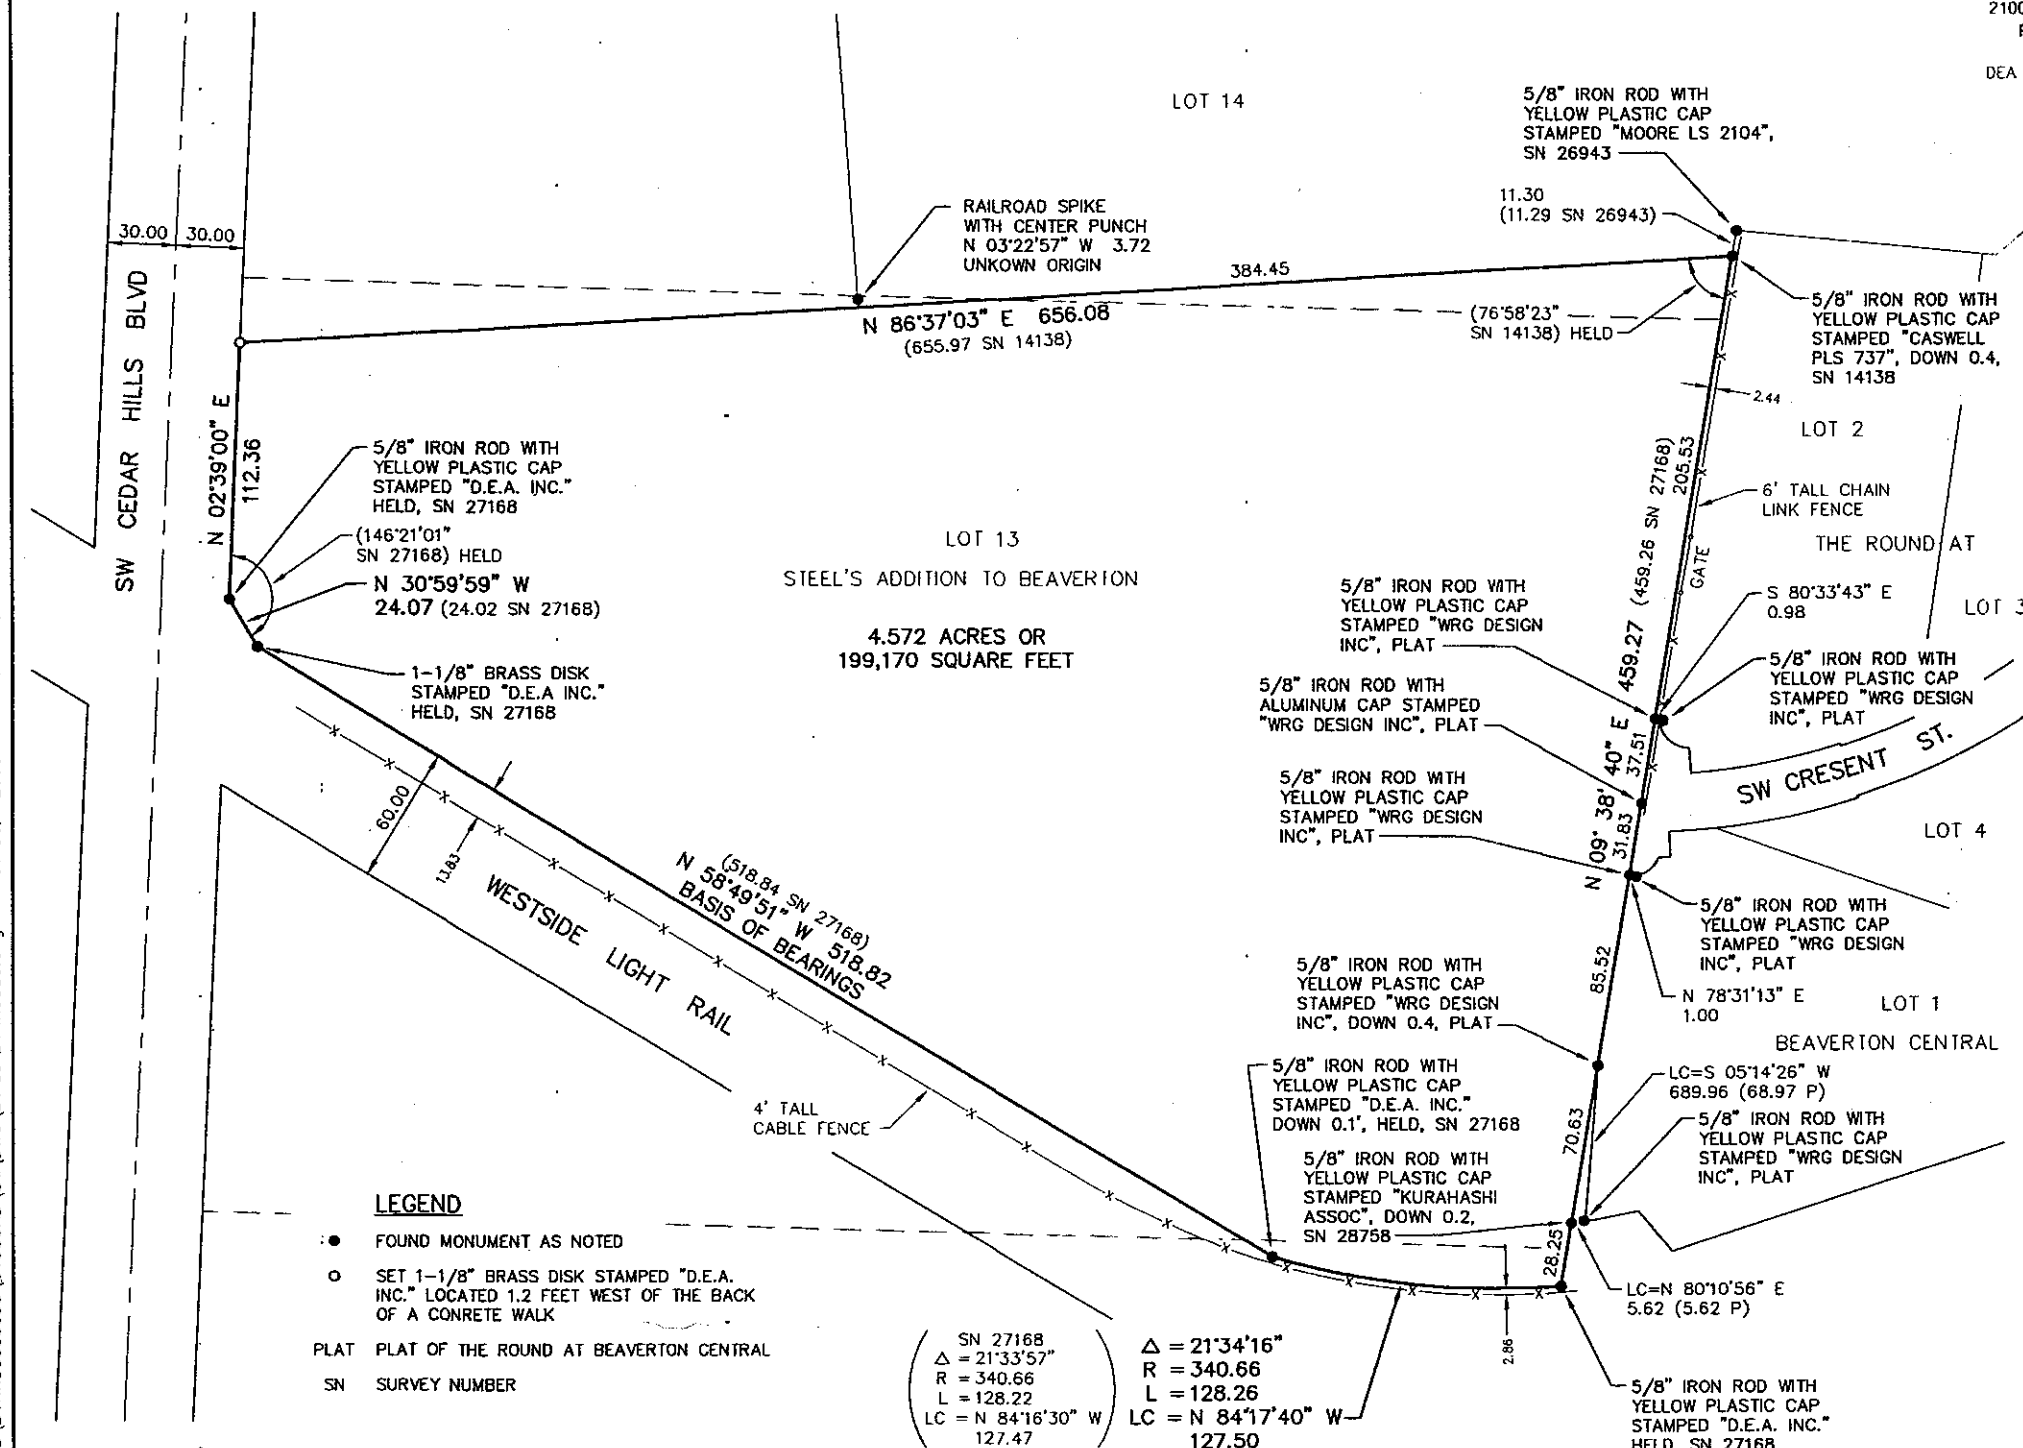 2100
DEA
LOT 14
5/8" IRON ROD WITH
YELLOW PLASTIC CAP
STAMPED "MOORE LS 2104",
SN 26943
11.30
(11.29 SN 26943)
30.00
30.00
RAILROAD SPIKE
WITH CENTER PUNCH
N 03°22'57" W 3.72
UNKOWN ORIGIN
384.45
N 86°37'03" E 656.08
(655.97 SN 14138)
(76°58'23"
SN 14138) HELD
5/8" IRON ROD WITH
YELLOW PLASTIC CAP
STAMPED "CASWELL
PLS 737", DOWN 0.4,
SN 14138
SW CEDAR HILLS BLVD
N 02°39'00" E
112.36
2.44
LOT 2
5/8" IRON ROD WITH
YELLOW PLASTIC CAP
STAMPED "D.E.A. INC."
HELD, SN 27168
(146°21'01"
SN 27168) HELD
N 30°59'59" W
24.07 (24.02 SN 27168)
1-1/8" BRASS DISK
STAMPED "D.E.A INC."
HELD, SN 27168
LOT 13
STEEL'S ADDITION TO BEAVERTON
4.572 ACRES OR
199,170 SQUARE FEET
N 09° 38' 40" E 459.27 (459.26 SN 27168)
205.53
6' TALL CHAIN
LINK FENCE
GATE
THE ROUND AT
S 80°33'43" E
0.98
LOT 3
5/8" IRON ROD WITH
YELLOW PLASTIC CAP
STAMPED "WRG DESIGN
INC", PLAT
5/8" IRON ROD WITH
YELLOW PLASTIC CAP
STAMPED "WRG DESIGN
INC", PLAT
5/8" IRON ROD WITH
ALUMINUM CAP STAMPED
"WRG DESIGN INC", PLAT
37.51
SW CRESENT ST.
5/8" IRON ROD WITH
YELLOW PLASTIC CAP
STAMPED "WRG DESIGN
INC", PLAT
31.83
LOT 4
60.00
13.83
WESTSIDE LIGHT RAIL
(518.84 SN 27168)
N 58°49'51" W 518.82
BASIS OF BEARINGS
5/8" IRON ROD WITH
YELLOW PLASTIC CAP
STAMPED "WRG DESIGN
INC", PLAT
85.52
N 78°31'13" E
1.00
LOT 1
BEAVERTON CENTRAL
5/8" IRON ROD WITH
YELLOW PLASTIC CAP
STAMPED "WRG DESIGN
INC", DOWN 0.4, PLAT
LC=S 05°14'26" W
689.96 (68.97 P)
5/8" IRON ROD WITH
YELLOW PLASTIC CAP
STAMPED "D.E.A. INC."
DOWN 0.1', HELD, SN 27168
70.63
5/8" IRON ROD WITH
YELLOW PLASTIC CAP
STAMPED "WRG DESIGN
INC", PLAT
4' TALL
CABLE FENCE
5/8" IRON ROD WITH
YELLOW PLASTIC CAP
STAMPED "KURAHASHI
ASSOC", DOWN 0.2,
SN 28758
28.25
LC=N 80°10'56" E
5.62 (5.62 P)
2.86
LEGEND
FOUND MONUMENT AS NOTED
SET 1-1/8" BRASS DISK STAMPED "D.E.A.
INC." LOCATED 1.2 FEET WEST OF THE BACK
OF A CONRETE WALK
PLAT PLAT OF THE ROUND AT BEAVERTON CENTRAL
SN SURVEY NUMBER
SN 27168
Δ = 21°33'57"
R = 340.66
L = 128.22
LC = N 84°16'30" W
127.47
Δ = 21°34'16"
R = 340.66
L = 128.26
LC = N 84°17'40" W
127.50
5/8" IRON ROD WITH
YELLOW PLASTIC CAP
STAMPED "D.E.A. INC."
HELD, SN 27168